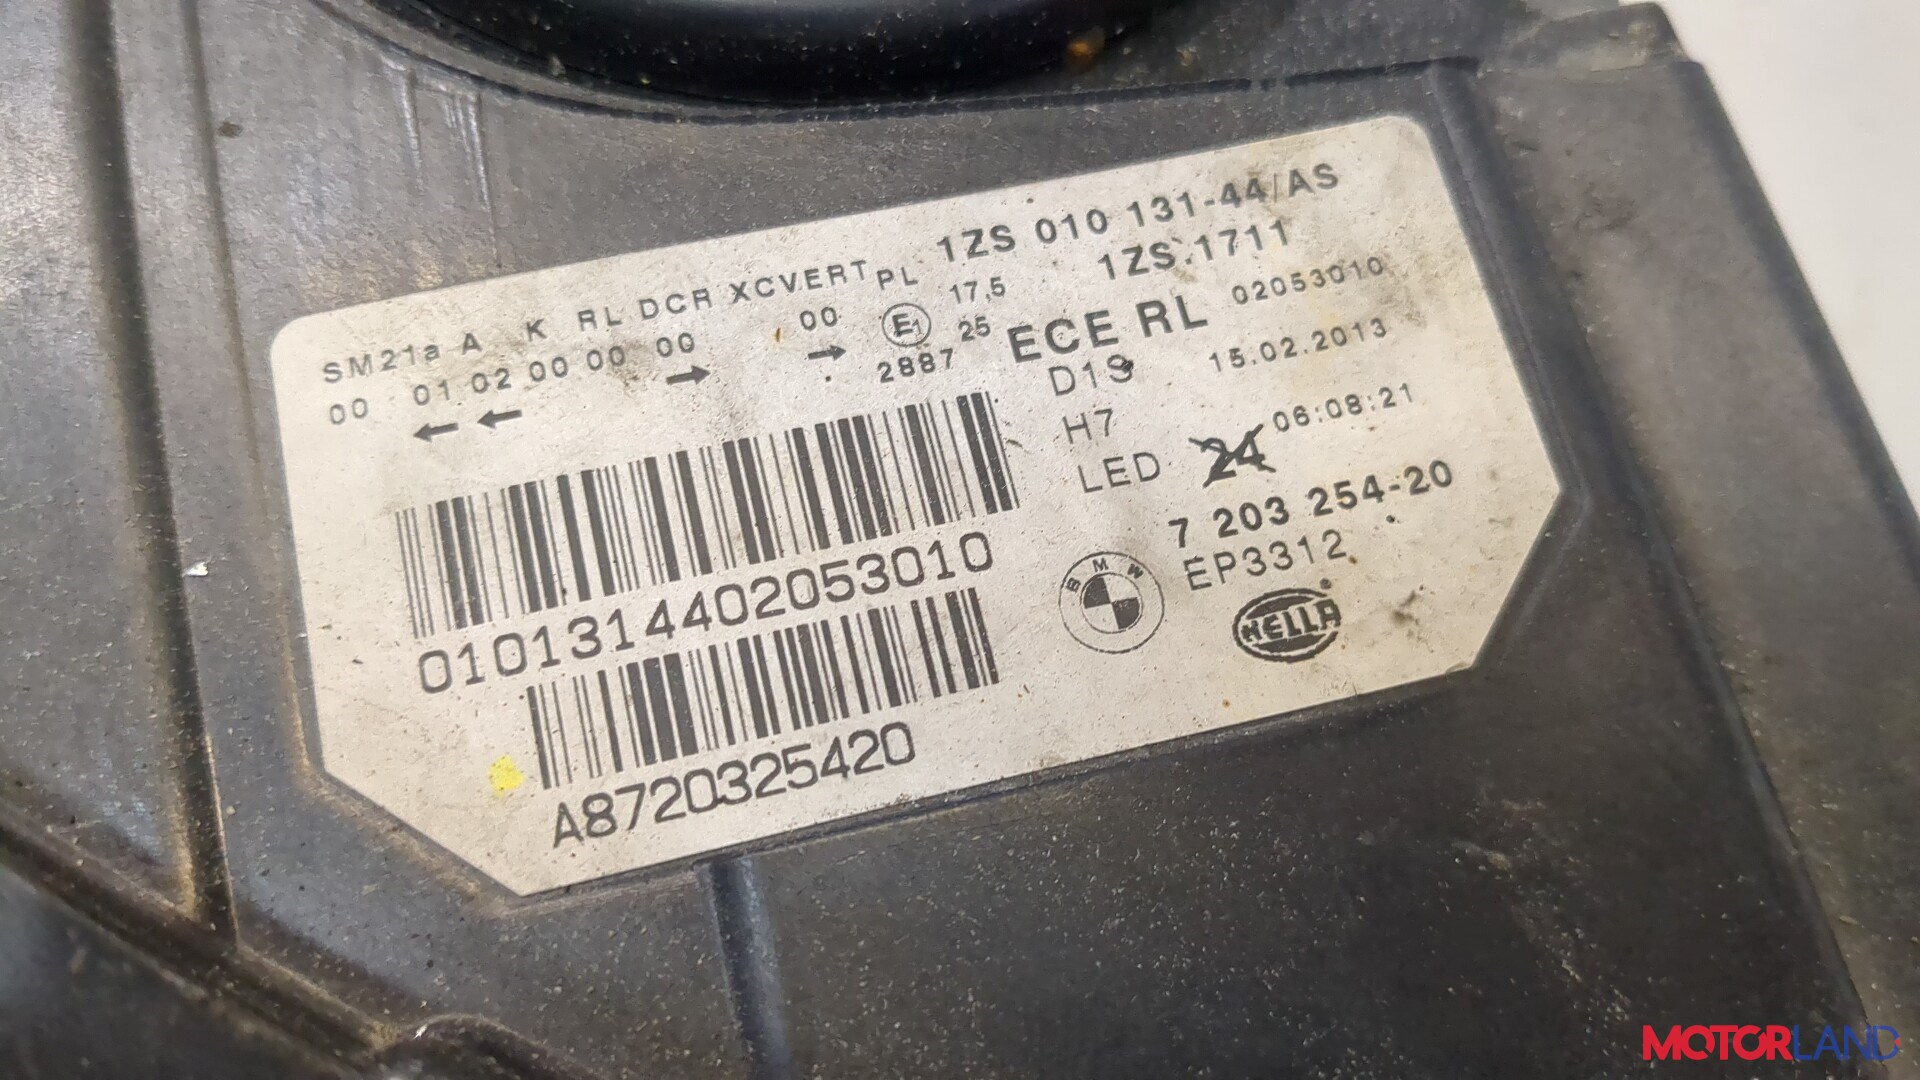 1ZS 010 131-44/AS
1ZS.1711
SM21a A K RL DCR XCVERT PL
00 01 02 00 00 00 00 E1 17,5
2887 25
ECE RL 02053010
D1S 15.02.2013
H7
LED 24 06:08:21
7 203 254-20
EP3312
BMW
HELLA
0101314402053010
A8720325420
MOTORLAND